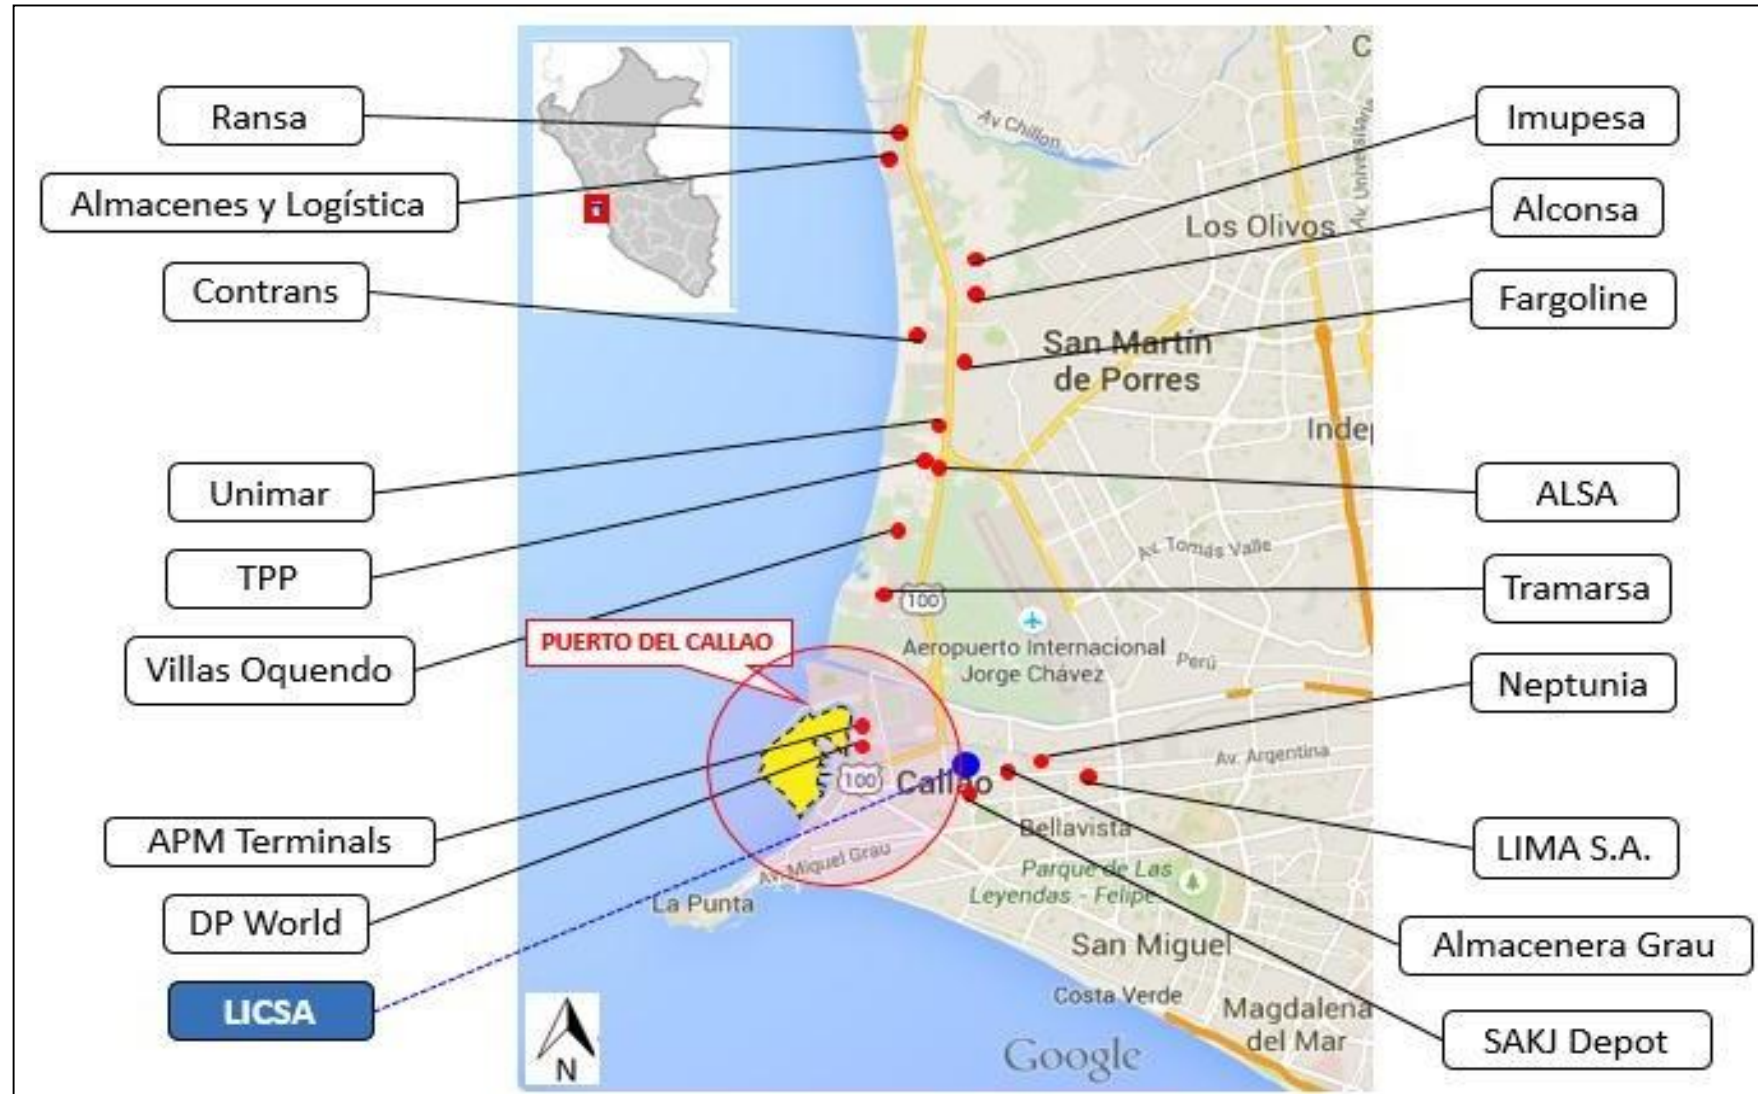 Ransa
Almacenes y Logística
Contrans
Unimar
TPP
Villas Oquendo
APM Terminals
DP World
LICSA
PUERTO DEL CALLAO
N
C
Av Chillon
Av. Universitaria
Los Olivos
San Martín
de Porres
Inde
Av. Tomás Valle
100
Aeropuerto Internacional
Jorge Chávez
Perú
Av. Argentina
100
Callao
Bellavista
Av. Miguel Grau
Parque de Las
Leyendas - Felipe
La Punta
San Miguel
Costa Verde
Magdalena
del Mar
Google
Imupesa
Alconsa
Fargoline
ALSA
Tramarsa
Neptunia
LIMA S.A.
Almacenera Grau
SAKJ Depot